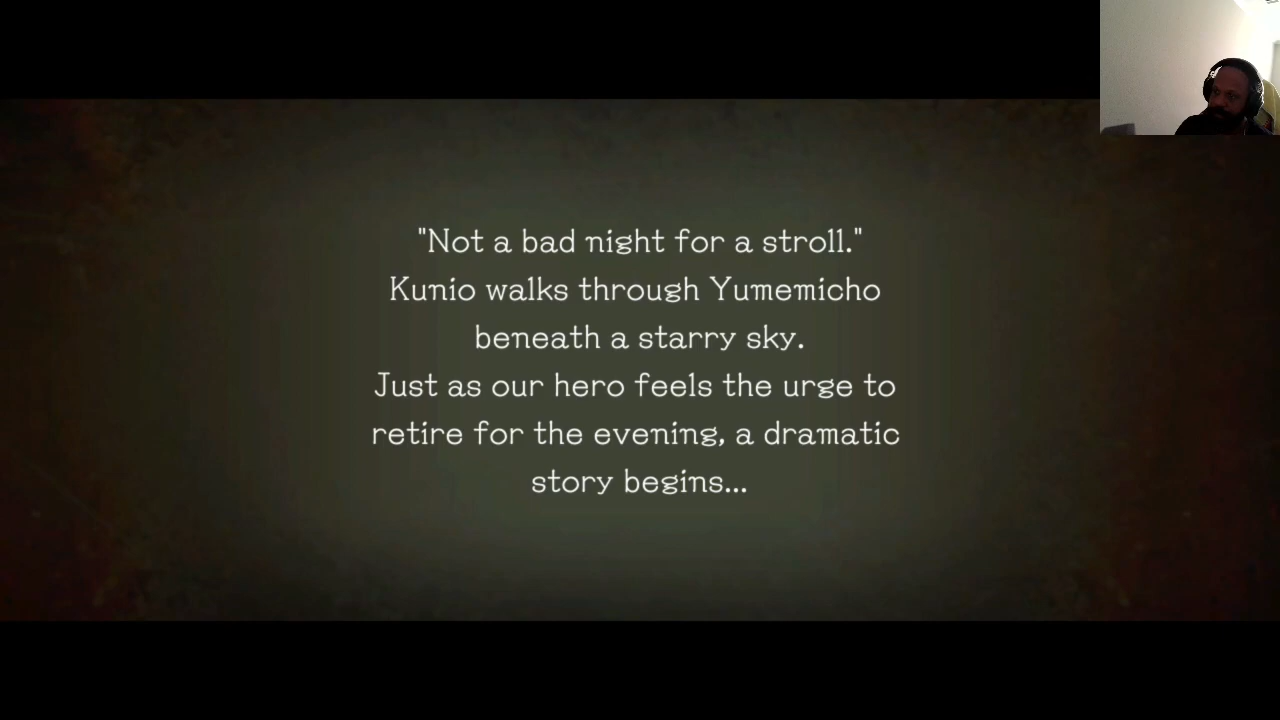 "Not a bad night for a stroll."
Kunio walks through Yumemicho
beneath a starry sky.
Just as our hero feels the urge to
retire for the evening, a dramatic
story begins...